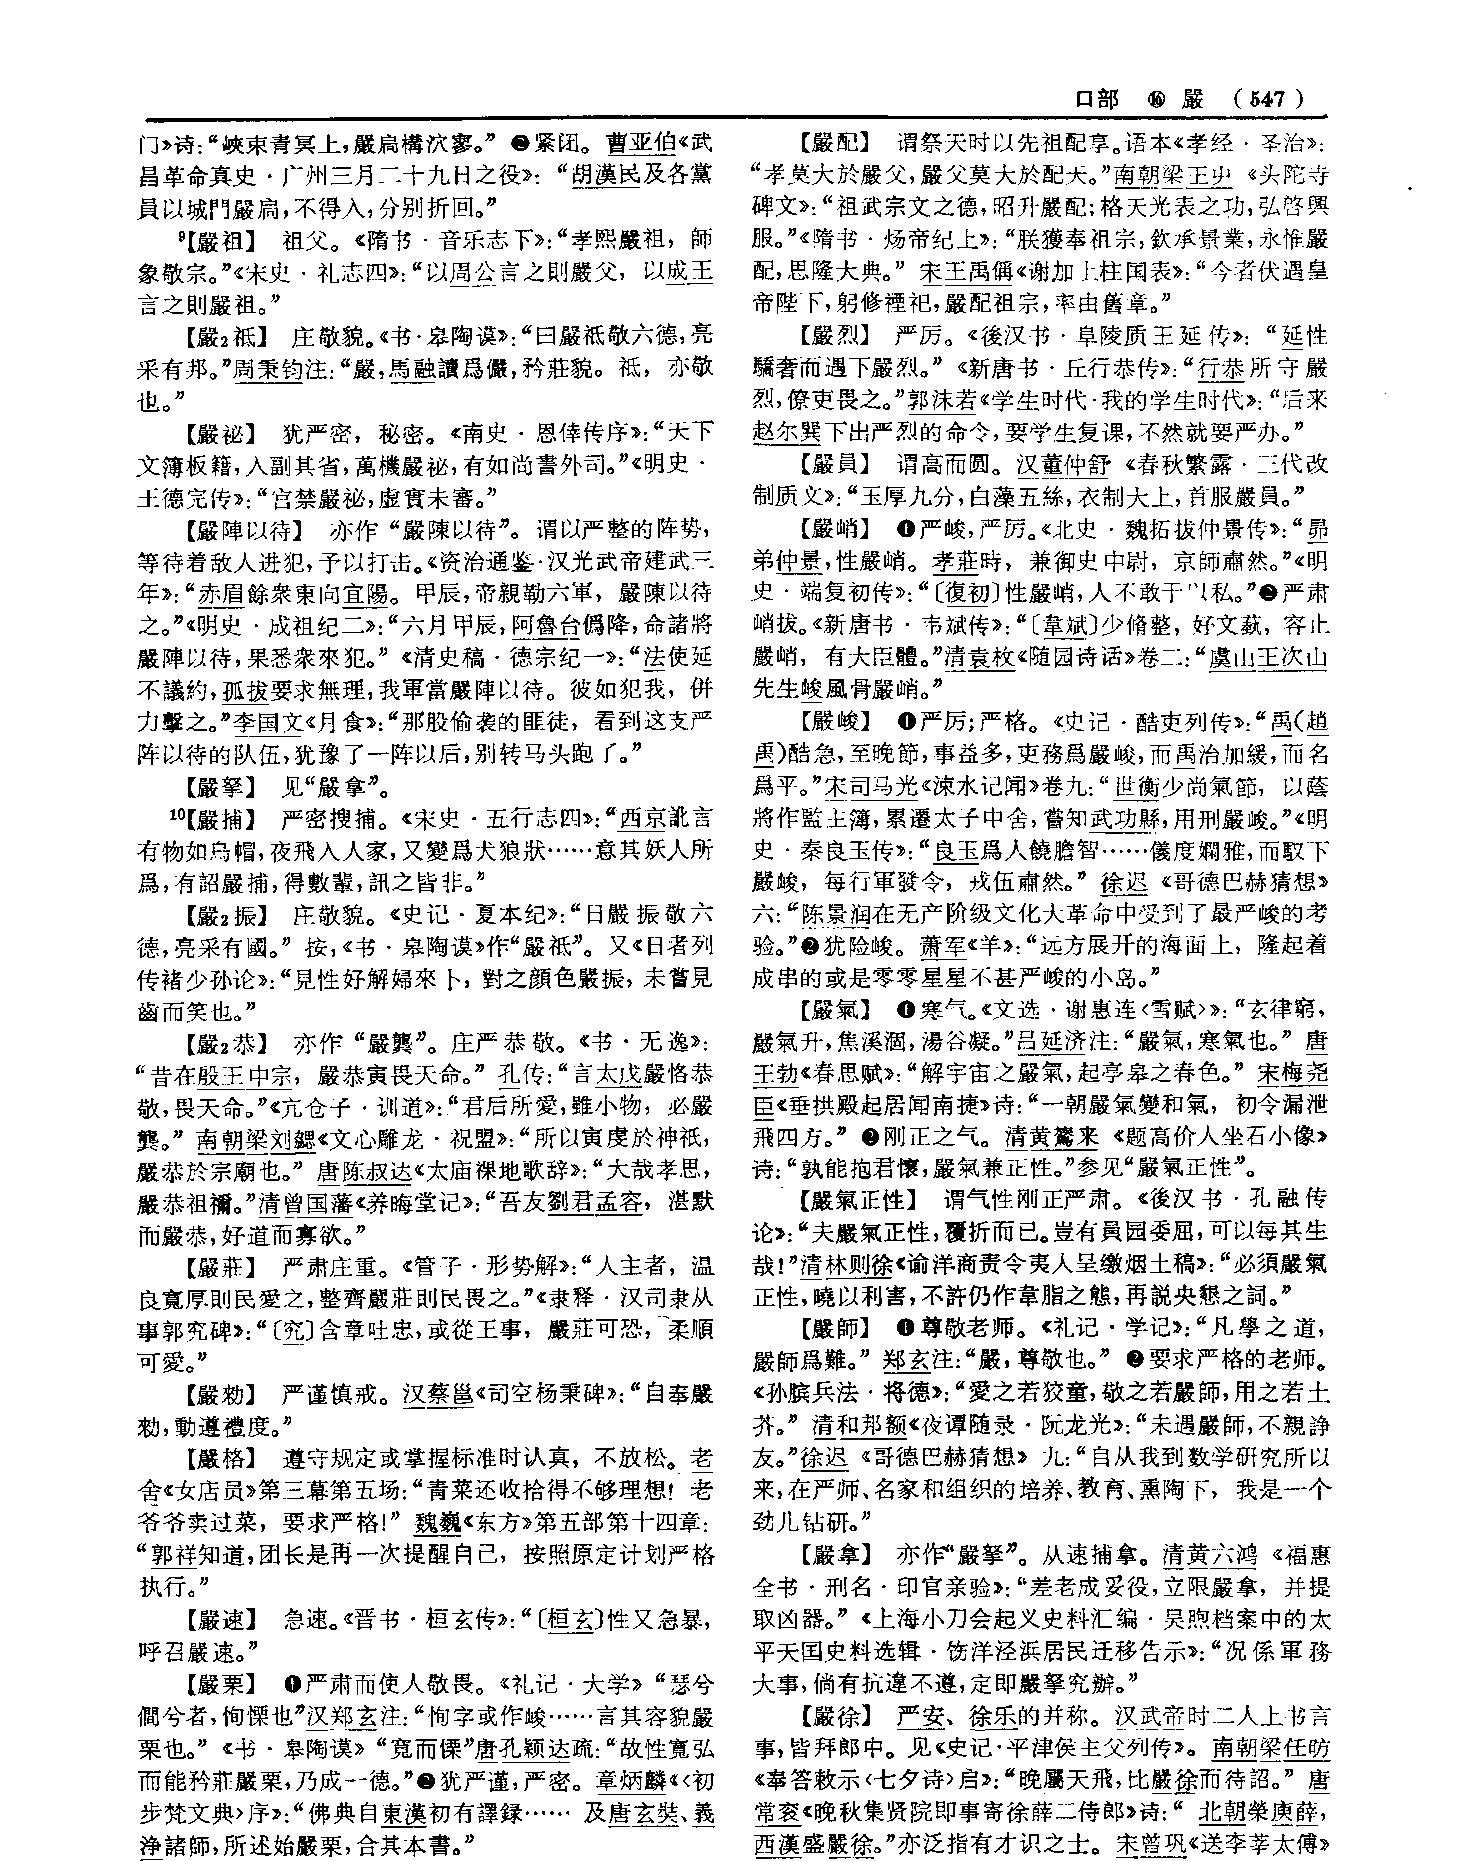 口部 ⑯ 嚴 (547)
门》诗：“峽束青冥上，嚴扃構泬寥。” ❷紧闭。曹亚伯《武
昌革命真史·广州三月二十九日之役》：“胡漢民及各黨
員以城門嚴扃，不得入，分别折回。”
⁹【嚴祖】 祖父。《隋书·音乐志下》：“孝熙嚴祖，師
象敬宗。”《宋史·礼志四》：“以周公言之則嚴父，以成王
言之則嚴祖。”
【嚴₂祗】 庄敬貌。《书·皋陶谟》：“曰嚴祗敬六德，亮
采有邦。”周秉钧注：“嚴，馬融讀爲儼，矜莊貌。祗，亦敬
也。”
【嚴祕】 犹严密，秘密。《南史·恩倖传序》：“天下
文簿板籍，入副其省，萬機嚴祕，有如尚書外司。”《明史·
王德完传》：“宫禁嚴祕，虚實未審。”
【嚴陣以待】 亦作“嚴陳以待”。谓以严整的阵势，
等待着敌人进犯，予以打击。《资治通鉴·汉光武帝建武三
年》：“赤眉餘衆東向宜陽。甲辰，帝親勒六軍，嚴陳以待
之。”《明史·成祖纪二》：“六月甲辰，阿魯台僞降，命諸將
嚴陣以待，果悉衆來犯。”《清史稿·德宗纪一》：“法使延
不議約，孤拔要求無理，我軍當嚴陣以待。彼如犯我，併
力擊之。”李国文《月食》：“那股偷袭的匪徒，看到这支严
阵以待的队伍，犹豫了一阵以后，别转马头跑了。”
【嚴拏】 见“嚴拿”。
¹⁰【嚴捕】 严密搜捕。《宋史·五行志四》：“西京訛言
有物如烏帽，夜飛入人家，又變爲犬狼狀……意其妖人所
爲，有詔嚴捕，得數輩，訊之皆非。”
【嚴₂振】 庄敬貌。《史记·夏本纪》：“日嚴振敬六
德，亮采有國。”按，《书·皋陶谟》作“嚴祗”。又《日者列
传褚少孙论》：“見性好解婦來卜，對之顔色嚴振，未嘗見
齒而笑也。”
【嚴₂恭】 亦作“嚴龔”。庄严恭敬。《书·无逸》：
“昔在殷王中宗，嚴恭寅畏天命。”孔传：“言太戊嚴恪恭
敬，畏天命。”《亢仓子·训道》：“君后所愛，雖小物，必嚴
龔。”南朝梁刘勰《文心雕龙·祝盟》：“所以寅虔於神祇，
嚴恭於宗廟也。”唐陈叔达《太庙祼地歌辞》：“大哉孝思，
嚴恭祖禰。”清曾国藩《养晦堂记》：“吾友劉君孟容，湛默
而嚴恭，好道而寡欲。”
【嚴莊】 严肃庄重。《管子·形势解》：“人主者，温
良寬厚則民愛之，整齊嚴莊則民畏之。”《隶释·汉司隶从
事郭究碑》：“〔究〕含章吐忠，或從王事，嚴莊可恐，柔順
可愛。”
【嚴勑】 严谨慎戒。汉蔡邕《司空杨秉碑》：“自奉嚴
勑，動遵禮度。”
【嚴格】 遵守规定或掌握标准时认真，不放松。老
舍《女店员》第三幕第五场：“青菜还收拾得不够理想！老
爷爷卖过菜，要求严格！”魏巍《东方》第五部第十四章：
“郭祥知道，团长是再一次提醒自己，按照原定计划严格
执行。”
【嚴速】 急速。《晋书·桓玄传》：“〔桓玄〕性又急暴，
呼召嚴速。”
【嚴栗】 ❶严肃而使人敬畏。《礼记·大学》“瑟兮
僩兮者，恂慄也”汉郑玄注：“恂字或作峻……言其容貌嚴
栗也。”《书·皋陶谟》“寛而慄”唐孔颖达疏：“故性寬弘
而能矜莊嚴栗，乃成一德。”❷犹严谨，严密。章炳麟《〈初
步梵文典〉序》：“佛典自東漢初有譯録……及唐玄奘、義
浄諸師，所述始嚴栗，合其本書。”
【嚴配】 谓祭天时以先祖配享。语本《孝经·圣治》：
“孝莫大於嚴父，嚴父莫大於配天。”南朝梁王屮《头陀寺
碑文》：“祖武宗文之德，昭升嚴配；格天光表之功，弘啓興
服。”《隋书·炀帝纪上》：“朕獲奉祖宗，欽承景業，永惟嚴
配，思隆大典。”宋王禹偁《谢加上柱国表》：“今者伏遇皇
帝陛下，躬修禋祀，嚴配祖宗，率由舊章。”
【嚴烈】 严厉。《後汉书·阜陵质王延传》：“延性
驕奢而遇下嚴烈。”《新唐书·丘行恭传》：“行恭所守嚴
烈，僚吏畏之。”郭沫若《学生时代·我的学生时代》：“后来
赵尔巽下出严烈的命令，要学生复课，不然就要严办。”
【嚴員】 谓高而圆。汉董仲舒《春秋繁露·三代改
制质文》：“玉厚九分，白藻五絲，衣制大上，首服嚴員。”
【嚴峭】 ❶严峻，严厉。《北史·魏拓拔仲景传》：“昴
弟仲景，性嚴峭。孝莊時，兼御史中尉，京師肅然。”《明
史·端复初传》：“〔復初〕性嚴峭，人不敢干以私。”❷严肃
峭拔。《新唐书·韦斌传》：“〔韋斌〕少脩整，好文蓺，容止
嚴峭，有大臣體。”清袁枚《随园诗话》卷二：“虞山王次山
先生峻風骨嚴峭。”
【嚴峻】 ❶严厉；严格。《史记·酷吏列传》：“禹（趙
禹）酷急，至晚節，事益多，吏務爲嚴峻，而禹治加緩，而名
爲平。”宋司马光《涑水记闻》卷九：“世衡少尚氣節，以蔭
將作監主簿，累遷太子中舍，嘗知武功縣，用刑嚴峻。”《明
史·秦良玉传》：“良玉爲人饒膽智……儀度嫻雅，而馭下
嚴峻，每行軍發令，戎伍肅然。”徐迟《哥德巴赫猜想》
六：“陈景润在无产阶级文化大革命中受到了最严峻的考
验。”❷犹险峻。萧军《羊》：“远方展开的海面上，隆起着
成串的或是零零星星不甚严峻的小岛。”
【嚴氣】 ❶寒气。《文选·谢惠连〈雪赋〉》：“玄律窮，
嚴氣升，焦溪涸，湯谷凝。”吕延济注：“嚴氣，寒氣也。”唐
王勃《春思赋》：“解宇宙之嚴氣，起亭皋之春色。”宋梅尧
臣《垂拱殿起居闻南捷》诗：“一朝嚴氣變和氣，初令漏泄
飛四方。”❷刚正之气。清黄鷟来《题高价人坐石小像》
诗：“孰能抱君懷，嚴氣兼正性。”参见“嚴氣正性”。
【嚴氣正性】 谓气性刚正严肃。《後汉书·孔融传
论》：“夫嚴氣正性，覆折而已。豈有員园委屈，可以每其生
哉！”清林则徐《谕洋商责令夷人呈缴烟土稿》：“必須嚴氣
正性，曉以利害，不許仍作韋脂之態，再説央懇之詞。”
【嚴師】 ❶尊敬老师。《礼记·学记》：“凡學之道，
嚴師爲難。”郑玄注：“嚴，尊敬也。”❷要求严格的老师。
《孙膑兵法·将德》：“愛之若狡童，敬之若嚴師，用之若土
芥。”清和邦额《夜谭随录·阮龙光》：“未遇嚴師，不親諍
友。”徐迟《哥德巴赫猜想》九：“自从我到数学研究所以
来，在严师、名家和组织的培养、教育、熏陶下，我是一个
劲儿钻研。”
【嚴拿】 亦作“嚴拏”。从速捕拿。清黄六鸿《福惠
全书·刑名·印官亲验》：“差老成妥役，立限嚴拿，并提
取凶器。”《上海小刀会起义史料汇编·吴煦档案中的太
平天国史料选辑·饬洋泾浜居民迁移告示》：“况係軍務
大事，倘有抗違不遵，定即嚴拏究辦。”
【嚴徐】 严安、徐乐的并称。汉武帝时二人上书言
事，皆拜郎中。见《史记·平津侯主父列传》。南朝梁任昉
《奉答敕示〈七夕诗〉启》：“晚屬天飛，比嚴徐而待詔。”唐
常衮《晚秋集贤院即事寄徐薛二侍郎》诗：“北朝榮庾薛，
西漢盛嚴徐。”亦泛指有才识之士。宋曾巩《送李莘太傅》